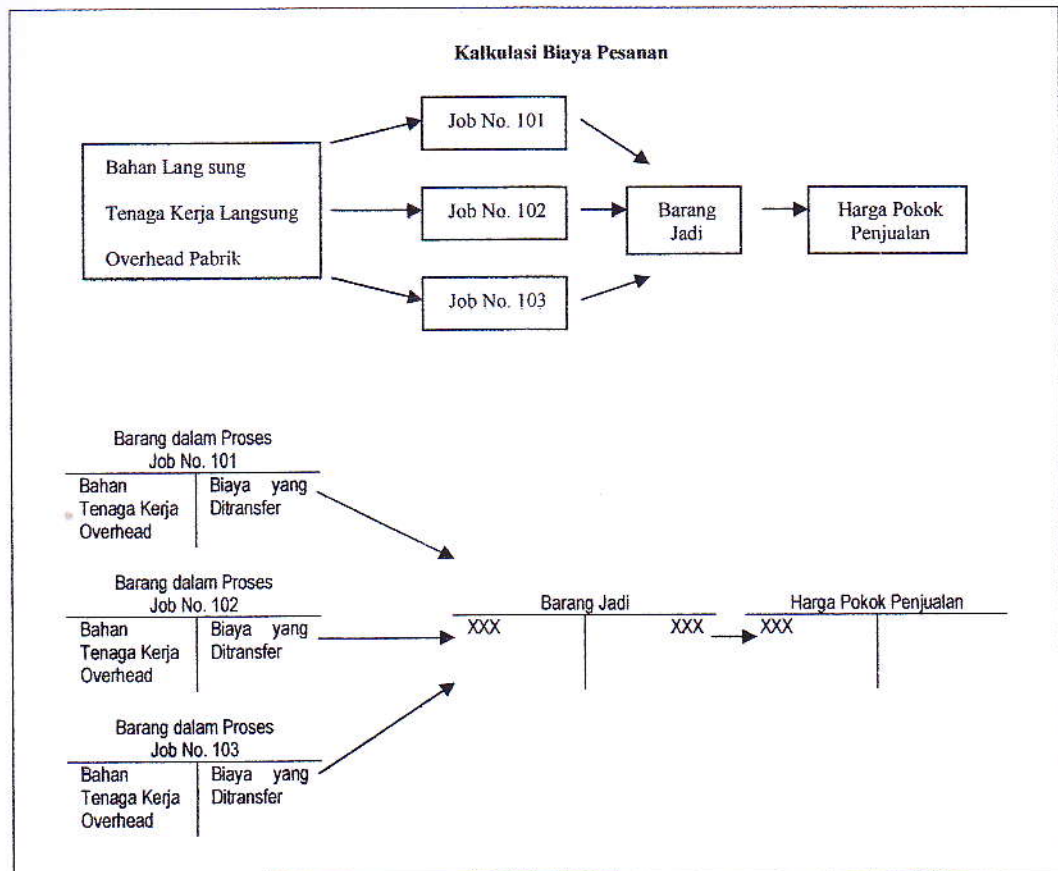 Kalkulasi Biaya Pesanan
Job No. 101
Bahan Lang sung
Tenaga Kerja Langsung
Overhead Pabrik
Job No. 102
Barang
Jadi
Harga Pokok
Penjualan
Job No. 103
Barang dalam Proses
Job No. 101
Bahan
Tenaga Kerja
Overhead
Biaya yang
Ditransfer
Barang dalam Proses
Job No. 102
Bahan
Tenaga Kerja
Overhead
Biaya yang
Ditransfer
Barang Jadi
XXX XXX
Harga Pokok Penjualan
XXX
Barang dalam Proses
Job No. 103
Bahan
Tenaga Kerja
Overhead
Biaya yang
Ditransfer